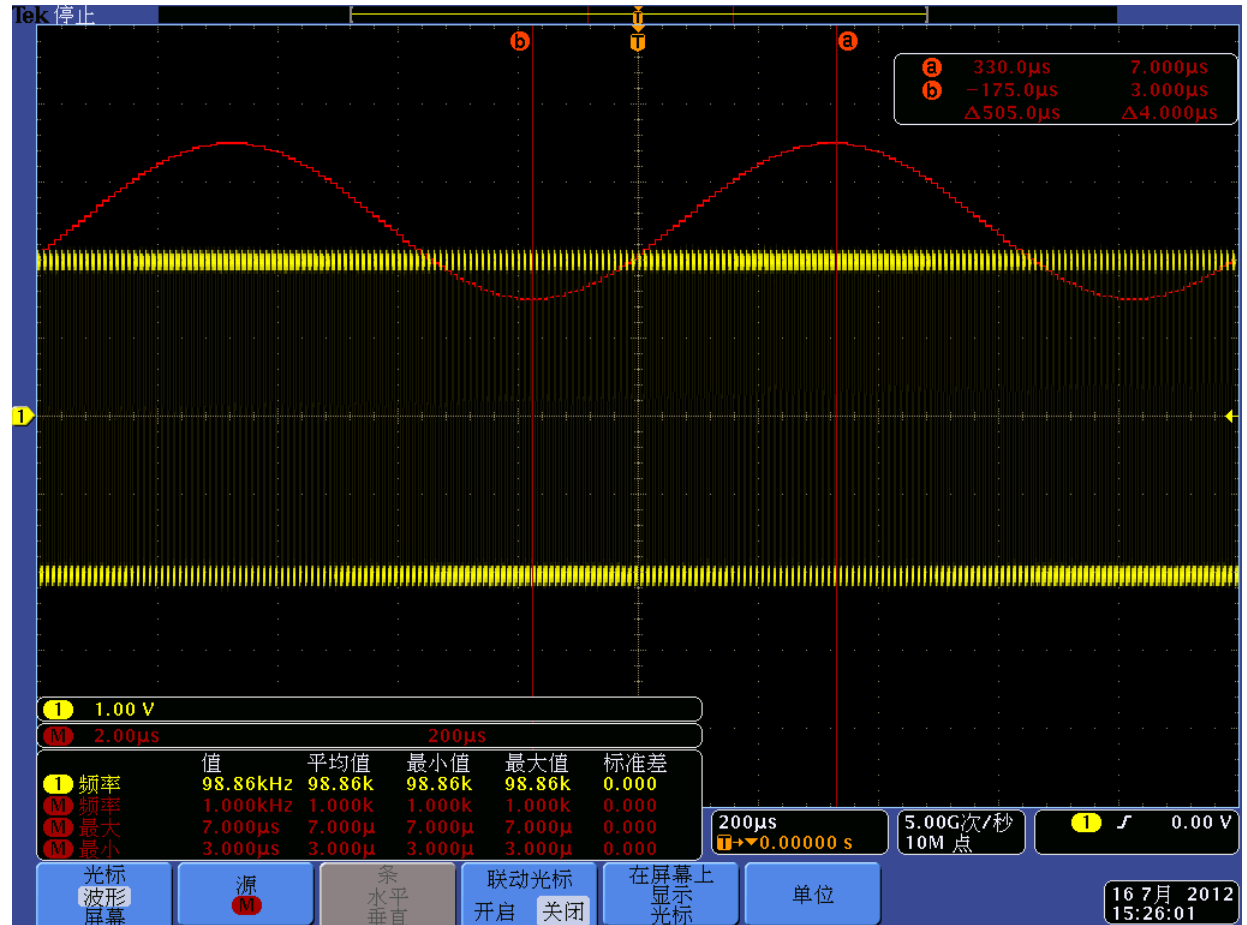 Tek 停止
T
b T a
a 330.0μs 7.000μs
b −175.0μs 3.000μs
△505.0μs △4.000μs
1
1 1.00 V
M 2.00μs 200μs
值 平均值 最小值 最大值 标准差
1 频率 98.86kHz 98.86k 98.86k 98.86k 0.000
M 频率 1.000kHz 1.000k 1.000k 1.000k 0.000
M 最大 7.000μs 7.000μ 7.000μ 7.000μ 0.000
M 最小 3.000μs 3.000μ 3.000μ 3.000μ 0.000
200μs
T→▼0.00000 s
5.00G次/秒
10M 点
1 0.00 V
光标
波形
屏幕
源
M
条
水平
垂直
联动光标
开启 关闭
在屏幕上
显示
光标
单位
16 7月 2012
15:26:01